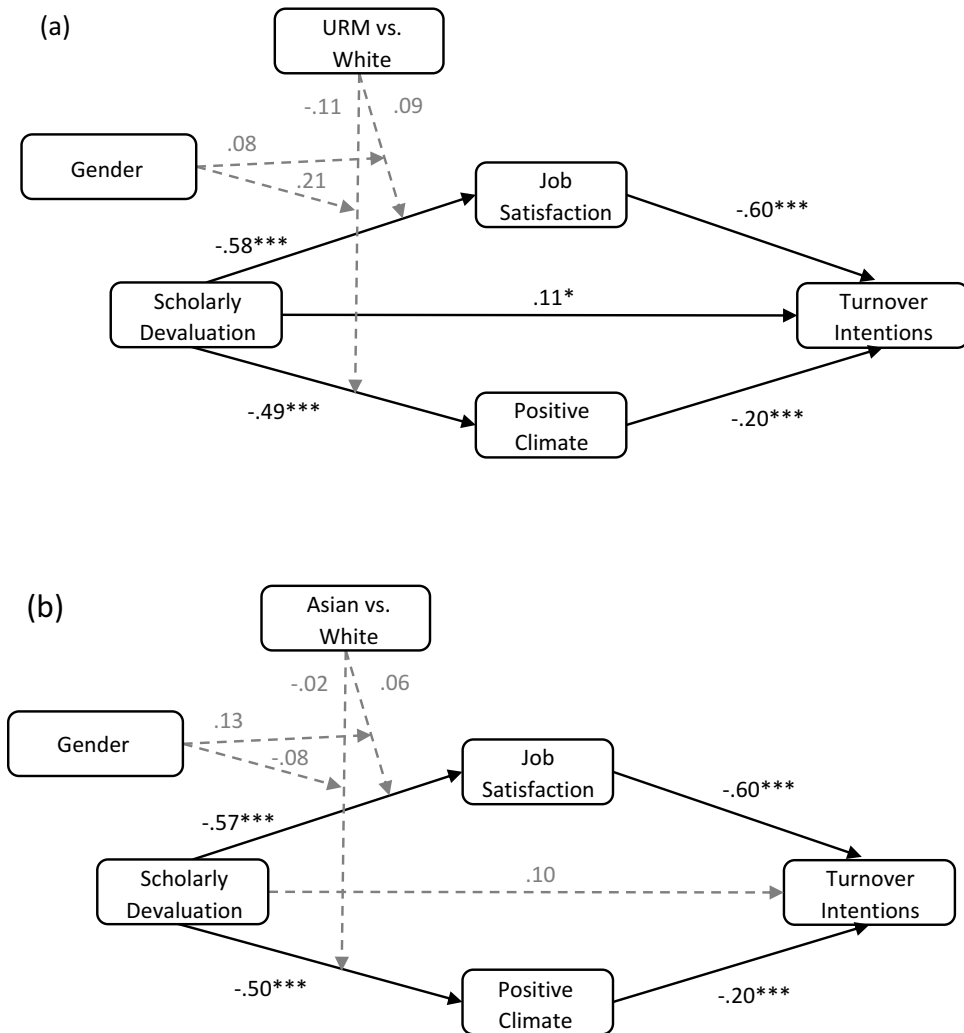 (a)
URM vs.
White
-.11
.09
Gender
.08
.21
Job
Satisfaction
-.58***
-.60***
Scholarly
Devaluation
.11*
Turnover
Intentions
-.49***
Positive
Climate
-.20***
(b)
Asian vs.
White
-.02
.06
Gender
.13
-.08
Job
Satisfaction
-.57***
-.60***
Scholarly
Devaluation
.10
Turnover
Intentions
-.50***
Positive
Climate
-.20***